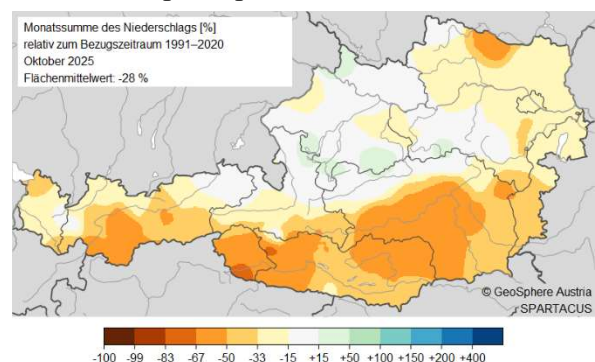 Monatssumme des Niederschlags [%]
relativ zum Bezugszeitraum 1991–2020
Oktober 2025
Flächenmittelwert: -28 %
© GeoSphere Austria
SPARTACUS
-100 -99 -83 -67 -50 -33 -15 +15 +50 +100 +150 +200 +400